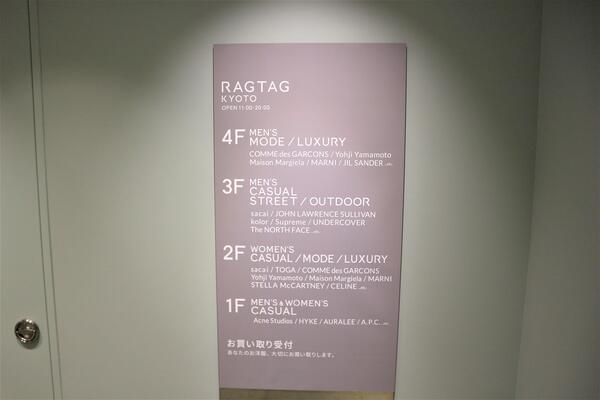 RAGTAG
KYOTO
OPEN 11:00-20:00
4F MEN'S
MODE / LUXURY
COMME des GARCONS / Yohji Yamamoto
Maison Margiela / MARNI / JIL SANDER ...etc.
3F MEN'S
CASUAL
STREET / OUTDOOR
sacai / JOHN LAWRENCE SULLIVAN
kolor / Supreme / UNDERCOVER
The NORTH FACE ...etc.
2F WOMEN'S
CASUAL / MODE / LUXURY
sacai / TOGA / COMME des GARCONS
Yohji Yamamoto / Maison Margiela / MARNI
STELLA McCARTNEY / CELINE ...etc.
1F MEN'S & WOMEN'S
CASUAL
Acne Studios / HYKE / AURALEE / A.P.C. ...etc.
お買い取り受付
あなたのお洋服、大切にお買い取りします。